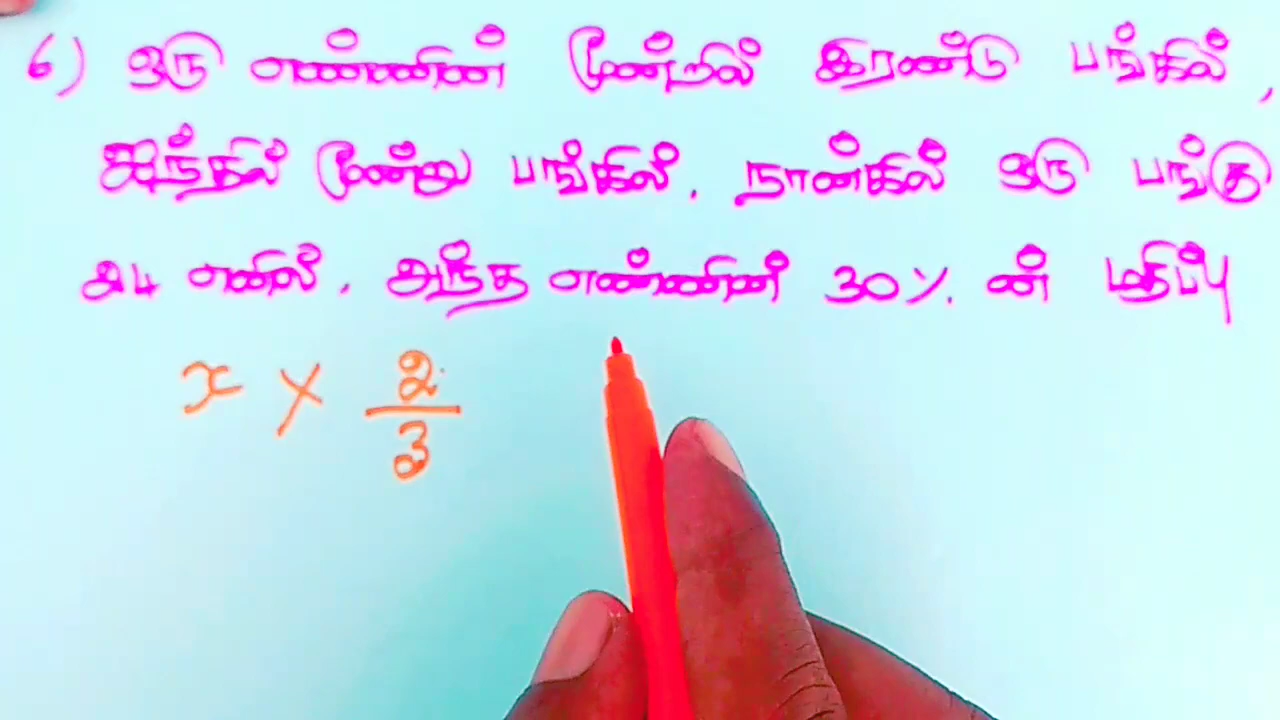 6) ஒரு எண்ணின் மூன்றில் இரண்டு பங்கில்,
ஐந்தில் மூன்று பங்கில், நான்கில் ஒரு பங்கு
24 எனில், அந்த எண்ணின் 30% ன் மதிப்பு
x × 2/3